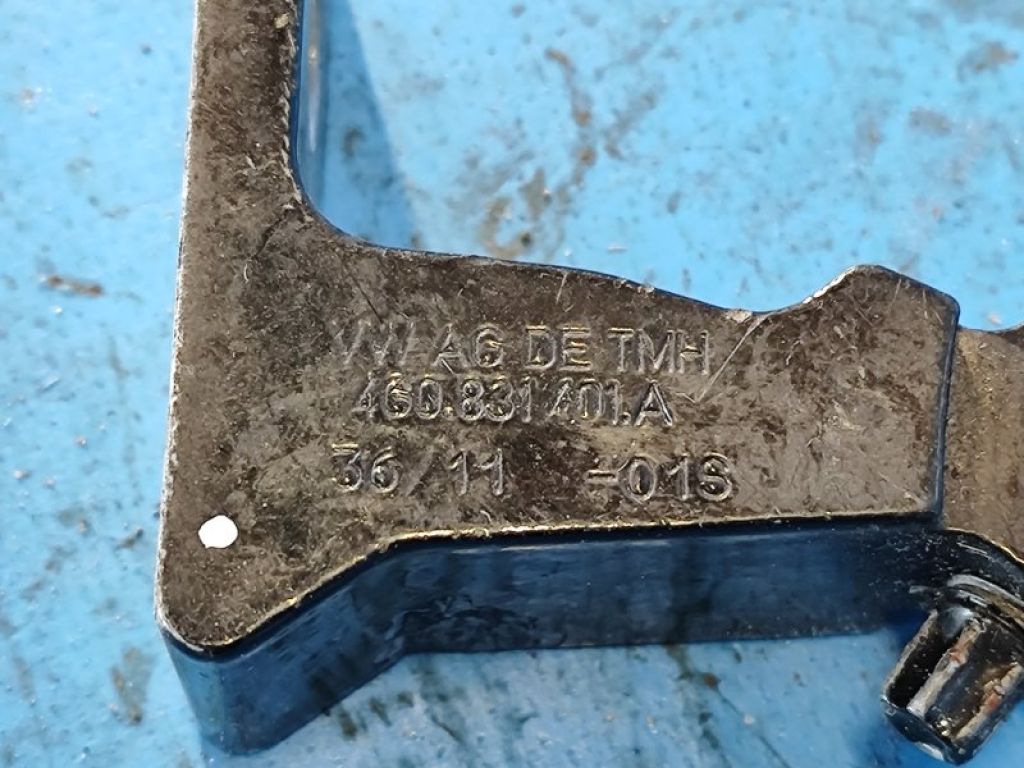 VW AG DE TMH
4G0.831.401.A
36/11 -01S